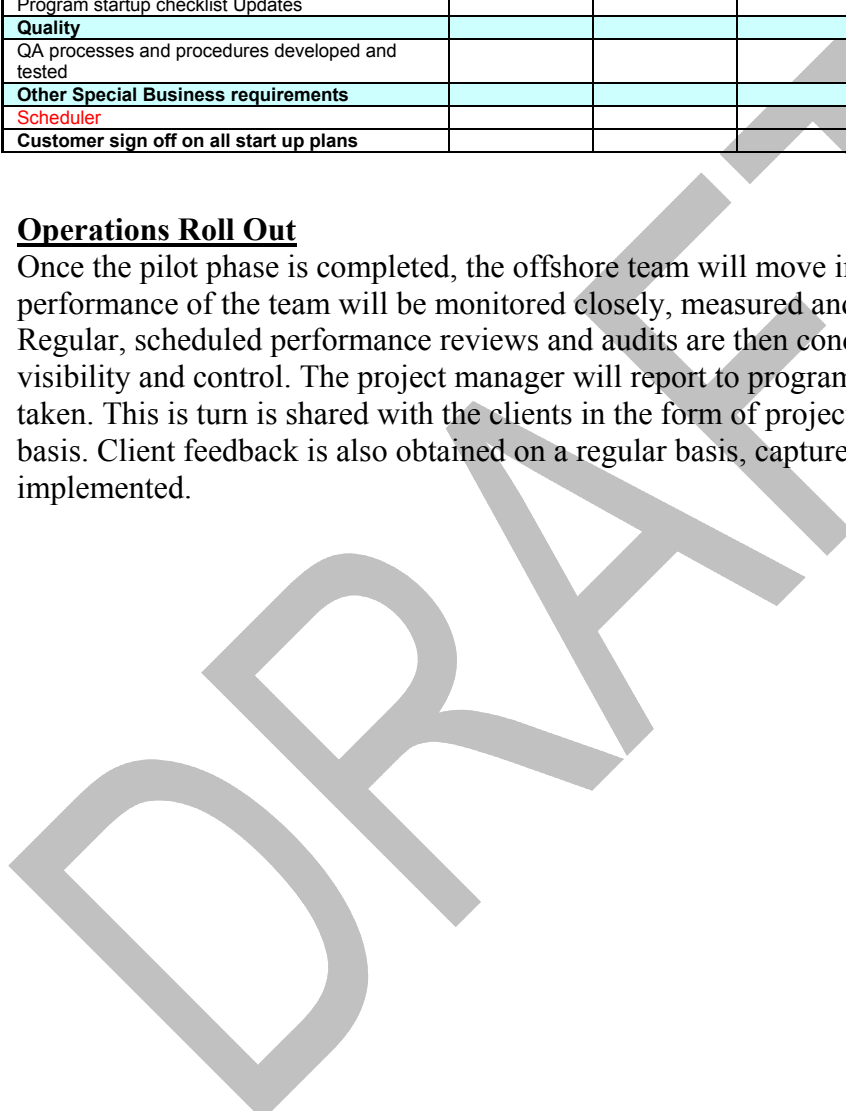 Program startup checklist Updates
Quality
QA processes and procedures developed and
tested
Other Special Business requirements
Scheduler
Customer sign off on all start up plans
Operations Roll Out
Once the pilot phase is completed, the offshore team will move i
performance of the team will be monitored closely, measured and
Regular, scheduled performance reviews and audits are then con
visibility and control. The project manager will report to program
taken. This is turn is shared with the clients in the form of projec
basis. Client feedback is also obtained on a regular basis, capture
implemented.
DRAFT